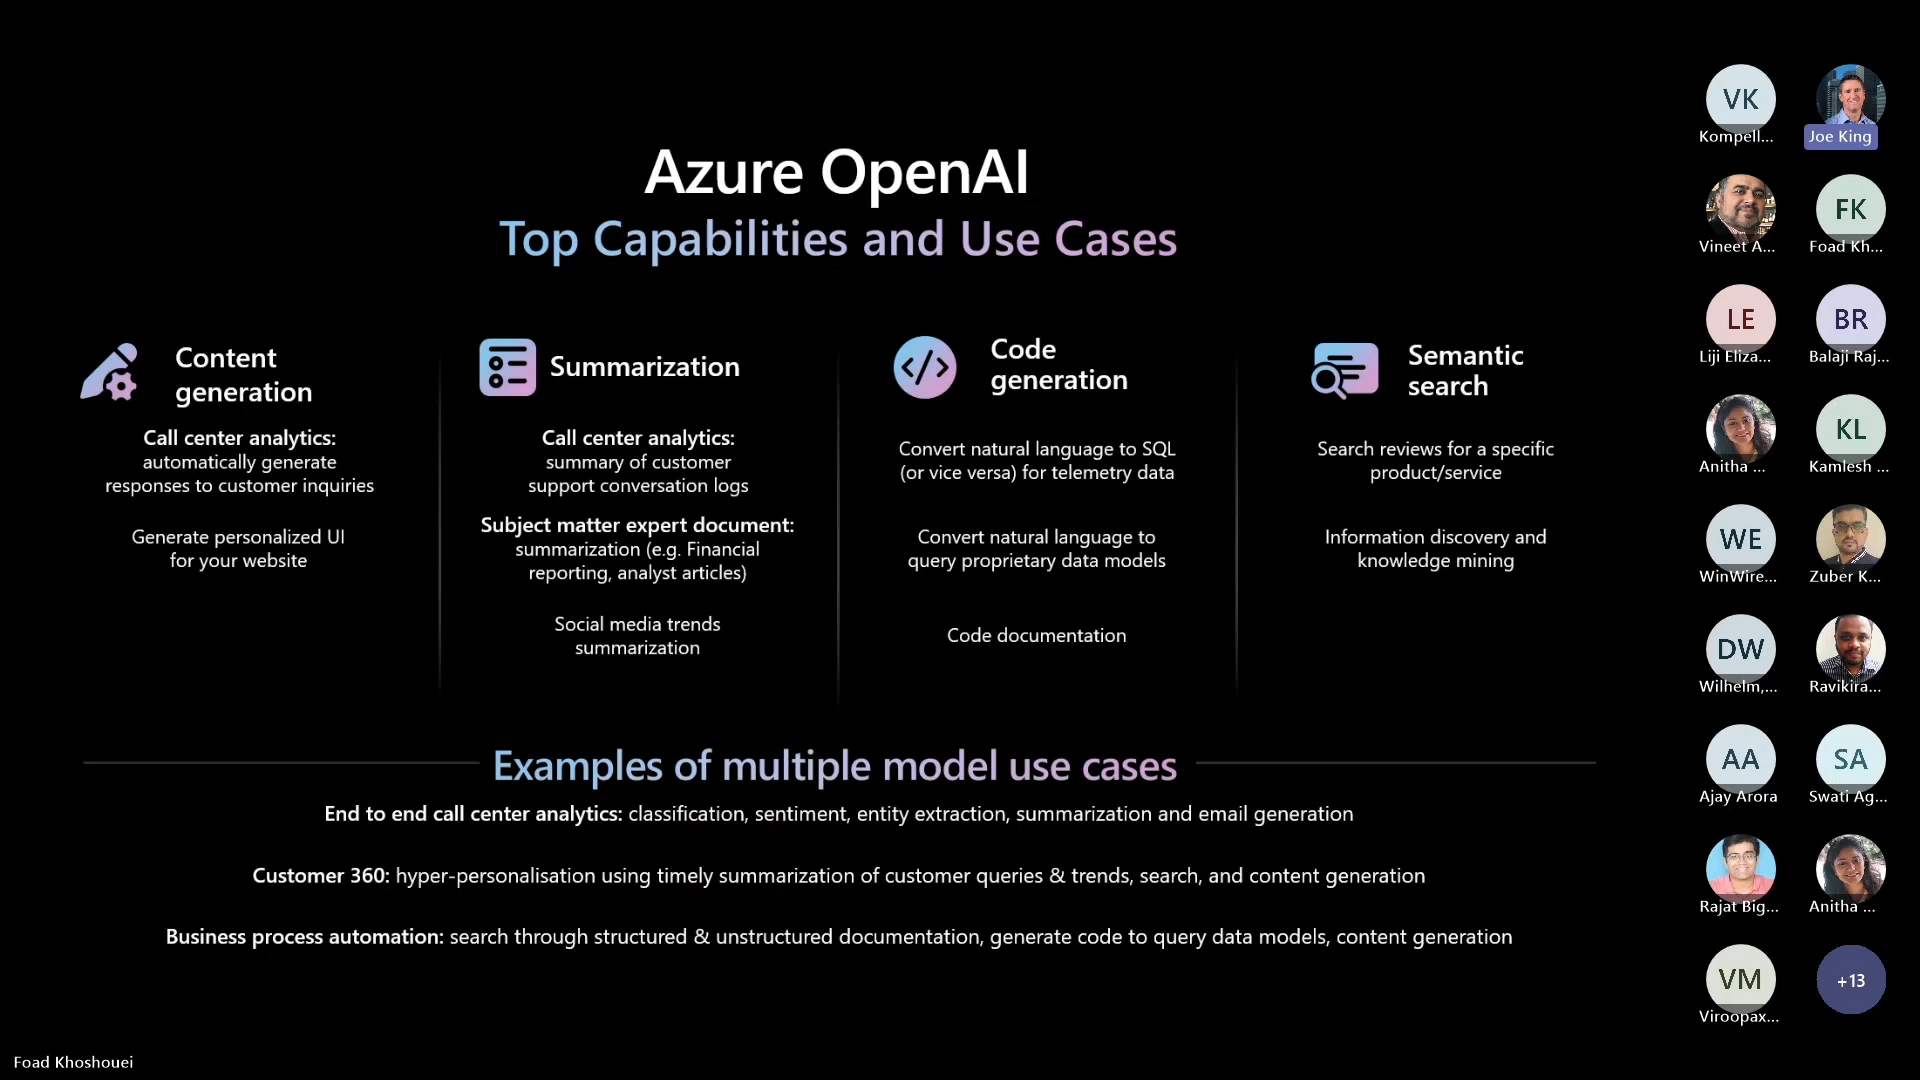 Azure OpenAI
Top Capabilities and Use Cases
Content
generation
Call center analytics:
automatically generate
responses to customer inquiries
Generate personalized UI
for your website
Summarization
Call center analytics:
summary of customer
support conversation logs
Subject matter expert document:
summarization (e.g. Financial
reporting, analyst articles)
Social media trends
summarization
Code
generation
Convert natural language to SQL
(or vice versa) for telemetry data
Convert natural language to
query proprietary data models
Code documentation
Semantic
search
Search reviews for a specific
product/service
Information discovery and
knowledge mining
Examples of multiple model use cases
End to end call center analytics: classification, sentiment, entity extraction, summarization and email generation
Customer 360: hyper-personalisation using timely summarization of customer queries & trends, search, and content generation
Business process automation: search through structured & unstructured documentation, generate code to query data models, content generation
VK
Kompell...
Joe King
Vineet A...
FK
Foad Kh...
LE
Liji Eliza...
BR
Balaji Raj...
Anitha ...
KL
Kamlesh ...
WE
WinWire...
Zuber K...
DW
Wilhelm,...
Ravikira...
AA
Ajay Arora
SA
Swati Ag...
Rajat Big...
Anitha ...
VM
Viroopax...
+13
Foad Khoshouei